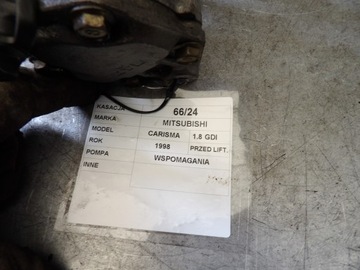 KASACJA 66/24
MARKA MITSUBISHI
MODEL CARISMA 1.8 GDI
ROK 1998 PRZED LIFT.
POMPA WSPOMAGANIA
INNE